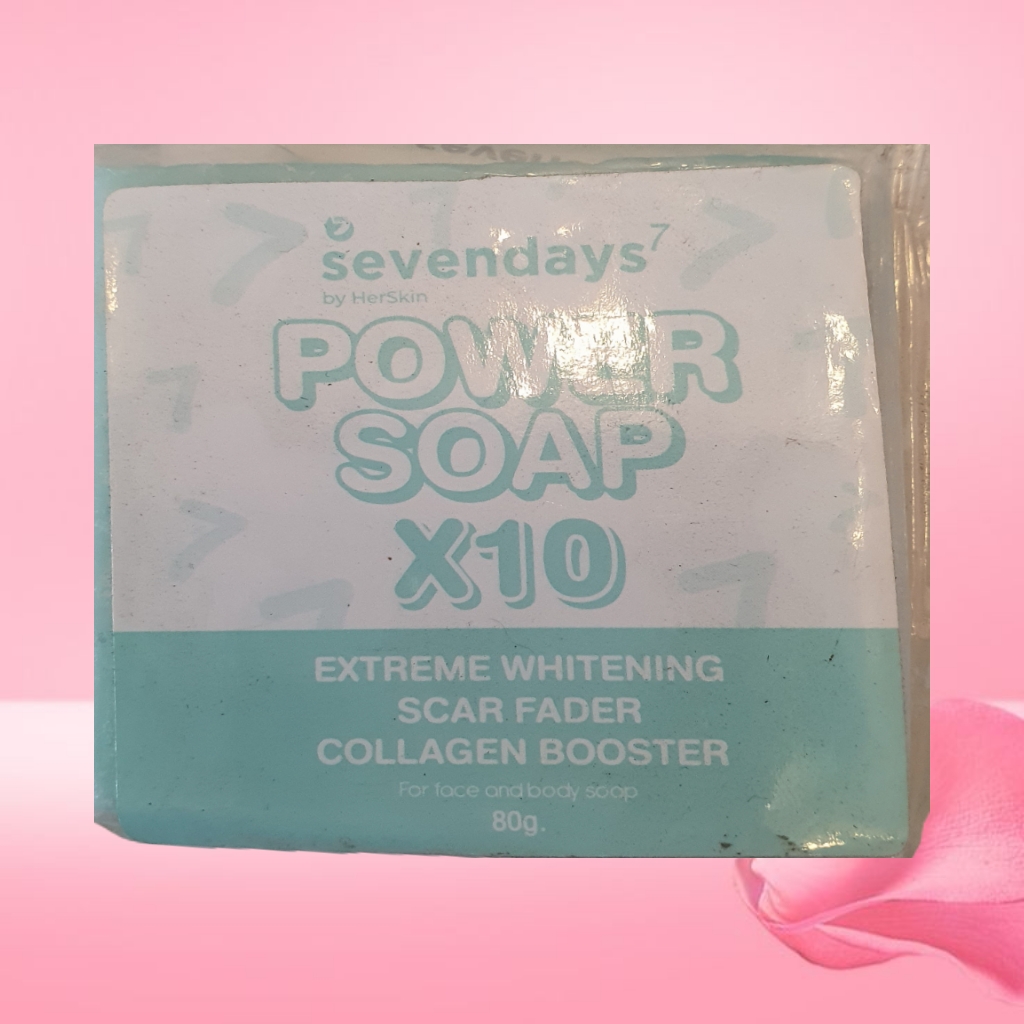 sevendays7
by HerSkin
POWER
SOAP
X10
EXTREME WHITENING
SCAR FADER
COLLAGEN BOOSTER
For face and body soap
80g.